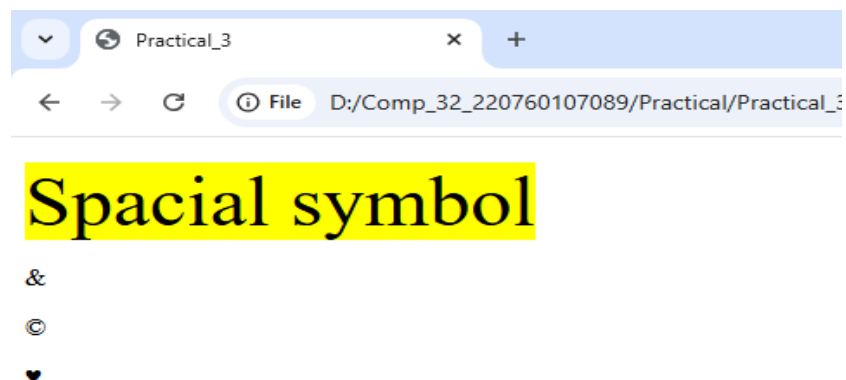 Practical_3
File D:/Comp_32_220760107089/Practical/Practical_3
Spacial symbol
&
©
♥